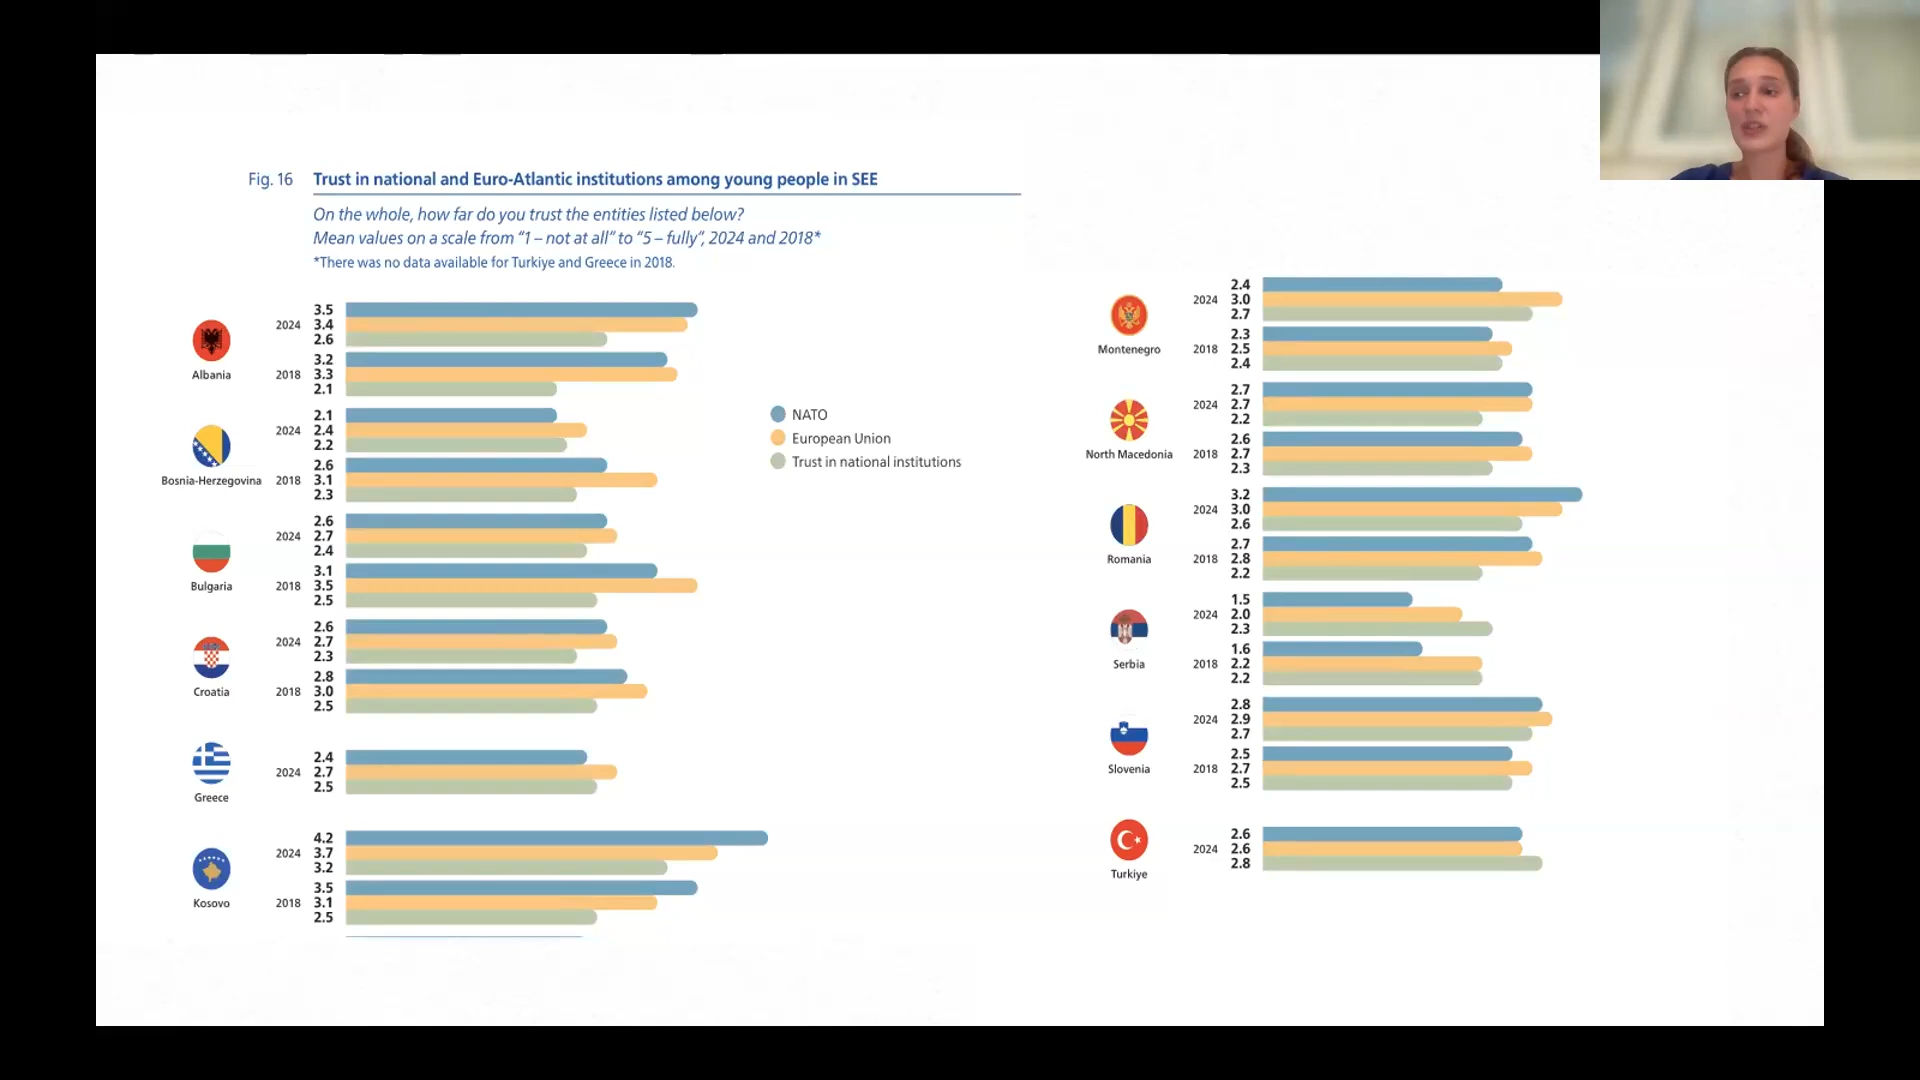 Fig. 16 Trust in national and Euro-Atlantic institutions among young people in SEE
On the whole, how far do you trust the entities listed below?
Mean values on a scale from “1 – not at all” to “5 – fully”, 2024 and 2018*
*There was no data available for Turkiye and Greece in 2018.
3.5
2024 3.4
2.6
3.2
Albania 2018 3.3
2.1
2.1
2024 2.4
2.2
2.6
Bosnia-Herzegovina 2018 3.1
2.3
2.6
2024 2.7
2.4
3.1
Bulgaria 2018 3.5
2.5
2.6
2024 2.7
2.3
2.8
Croatia 2018 3.0
2.5
2.4
2024 2.7
2.5
Greece
4.2
2024 3.7
3.2
3.5
Kosovo 2018 3.1
2.5
NATO
European Union
Trust in national institutions
2.4
2024 3.0
2.7
2.3
Montenegro 2018 2.5
2.4
2.7
2024 2.7
2.2
2.6
North Macedonia 2018 2.7
2.3
3.2
2024 3.0
2.6
2.7
Romania 2018 2.8
2.2
1.5
2024 2.0
2.3
1.6
Serbia 2018 2.2
2.2
2.8
2024 2.9
2.7
2.5
Slovenia 2018 2.7
2.5
2.6
2024 2.6
2.8
Turkiye